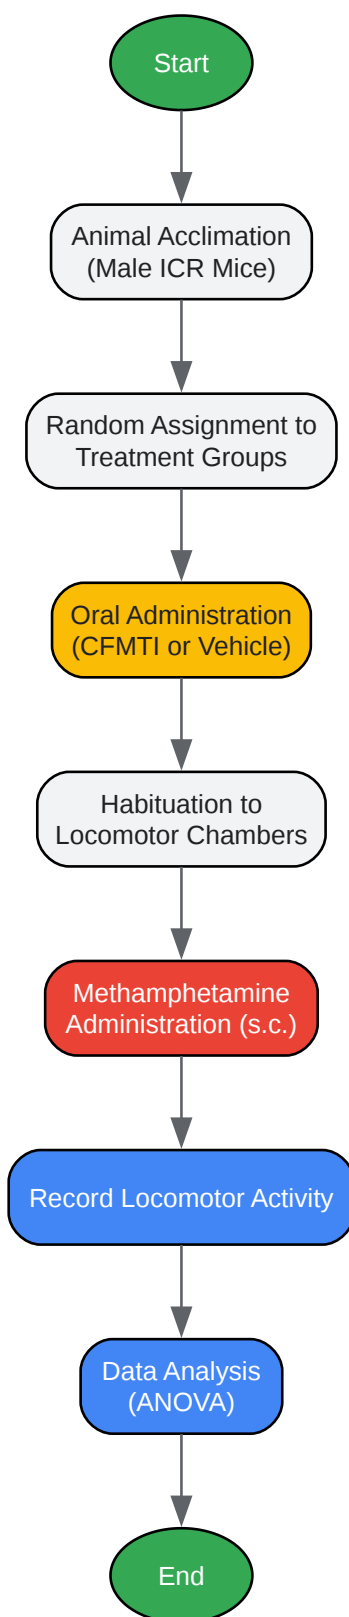 Start
Animal Acclimation
(Male ICR Mice)
Random Assignment to
Treatment Groups
Oral Administration
(CFMTI or Vehicle)
Habituation to
Locomotor Chambers
Methamphetamine
Administration (s.c.)
Record Locomotor Activity
Data Analysis
(ANOVA)
End